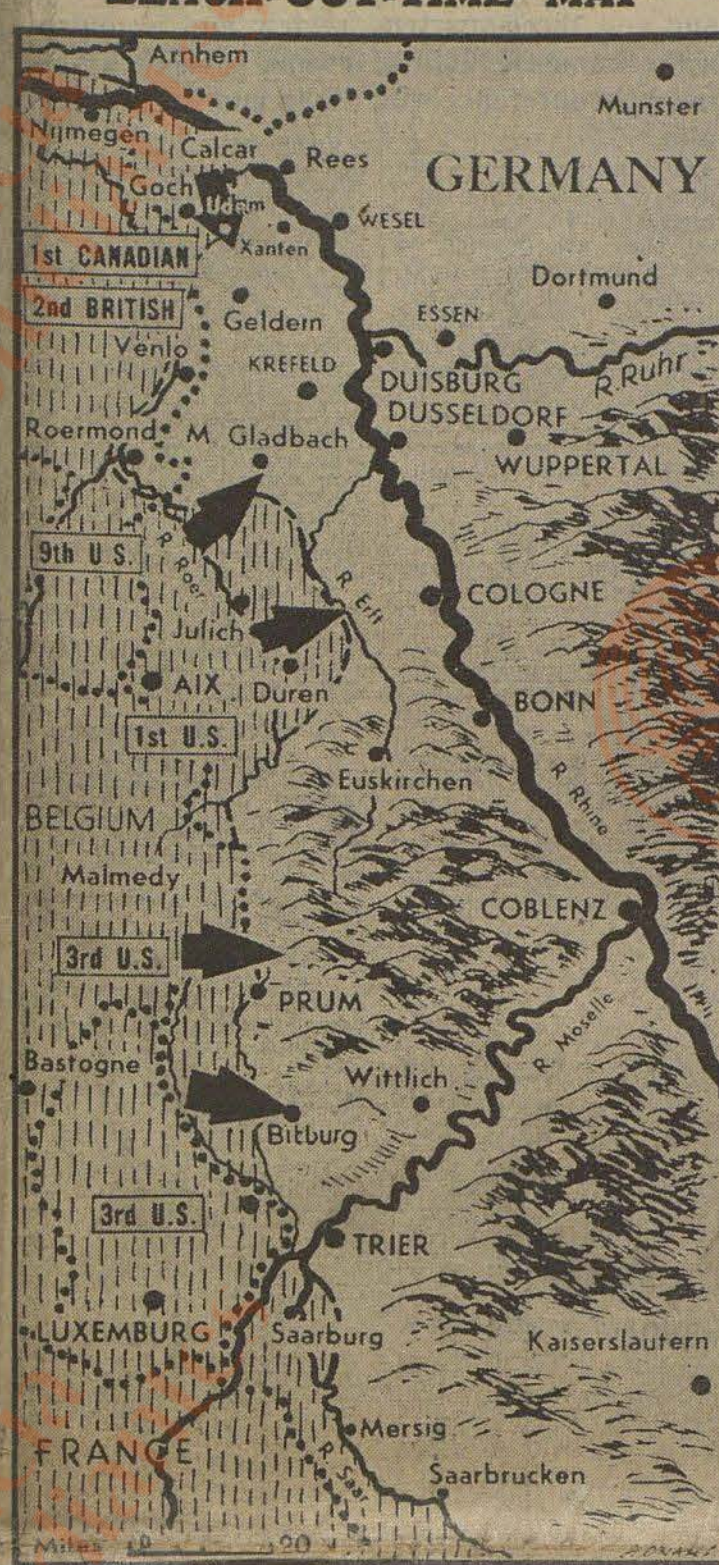 MAP
Arnhem
Munster
Nijmegen
Calcar
Rees
GERMANY
Goch
Udem
WESEL
Xanten
1st CANADIAN
2nd BRITISH
Geldern
Dortmund
ESSEN
Venlo
KREFELD
DUISBURG
R. Ruhr
DUSSELDORF
Roermond
M. Gladbach
WUPPERTAL
9th U.S.
R. Roer
R. Erft
COLOGNE
Julich
AIX
Duren
BONN
1st U.S.
Euskirchen
R. Rhine
BELGIUM
Malmedy
COBLENZ
3rd U.S.
PRUM
R. Moselle
Bastogne
Wittlich
Bitburg
3rd U.S.
TRIER
LUXEMBURG
Saarburg
Kaiserslautern
Mersig
FRANCE
R. Saar
Saarbrucken
Miles 0 20